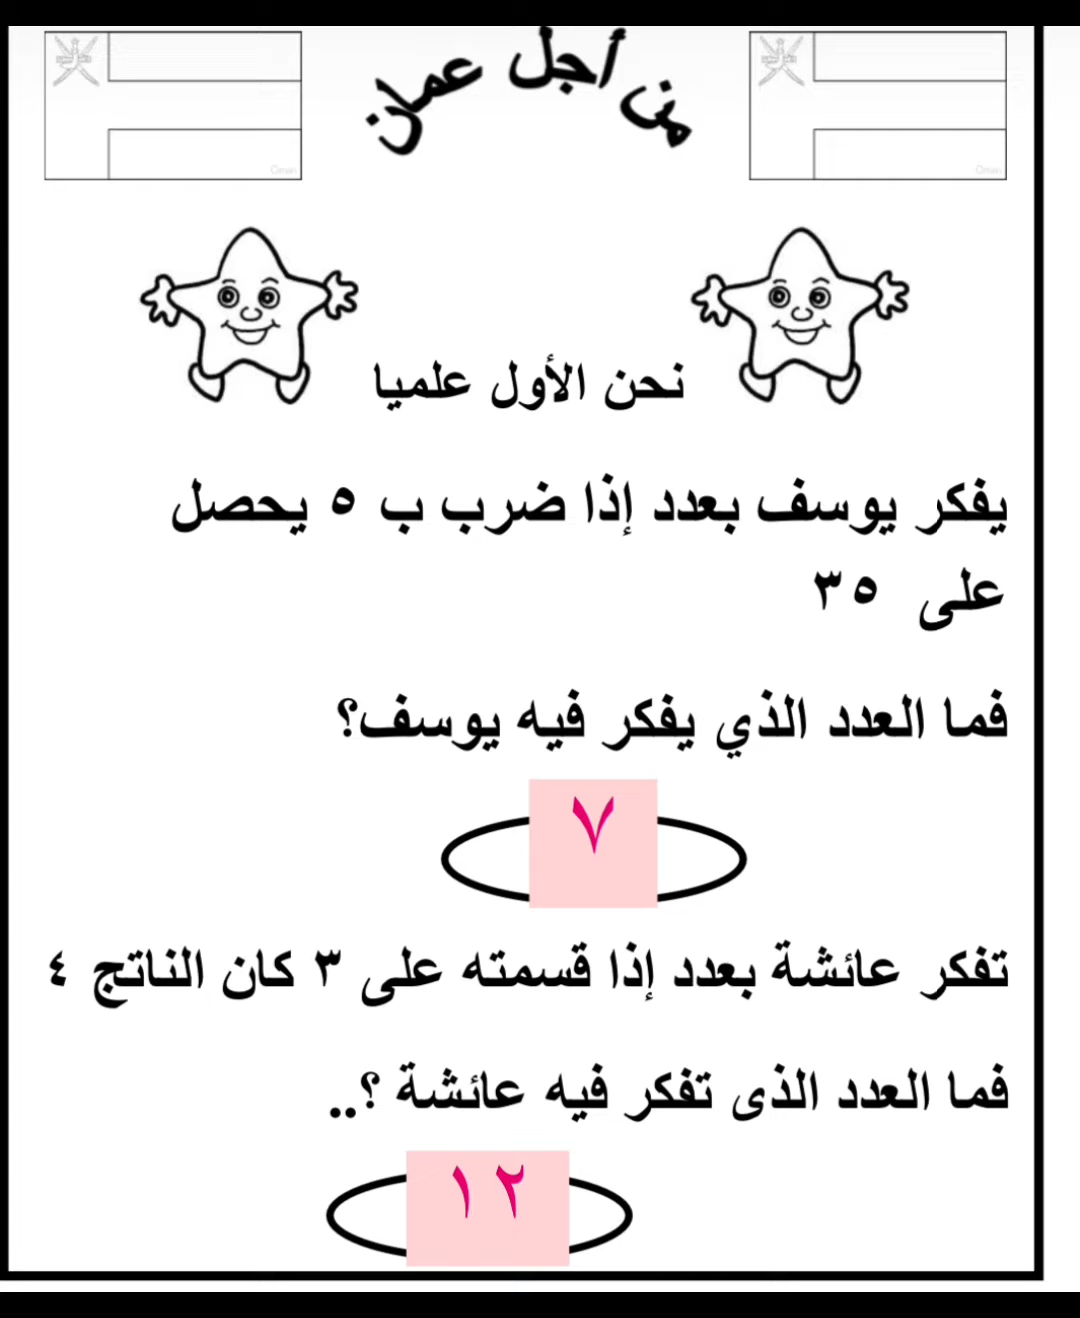 من أجل عمان
Oman
Oman
نحن الأول علميا
يفكر يوسف بعدد إذا ضرب ب ٥ يحصل
على ٣٥
فما العدد الذي يفكر فيه يوسف؟
٧
تفكر عائشة بعدد إذا قسمته على ٣ كان الناتج ٤
فما العدد الذى تفكر فيه عائشة ؟..
١٢